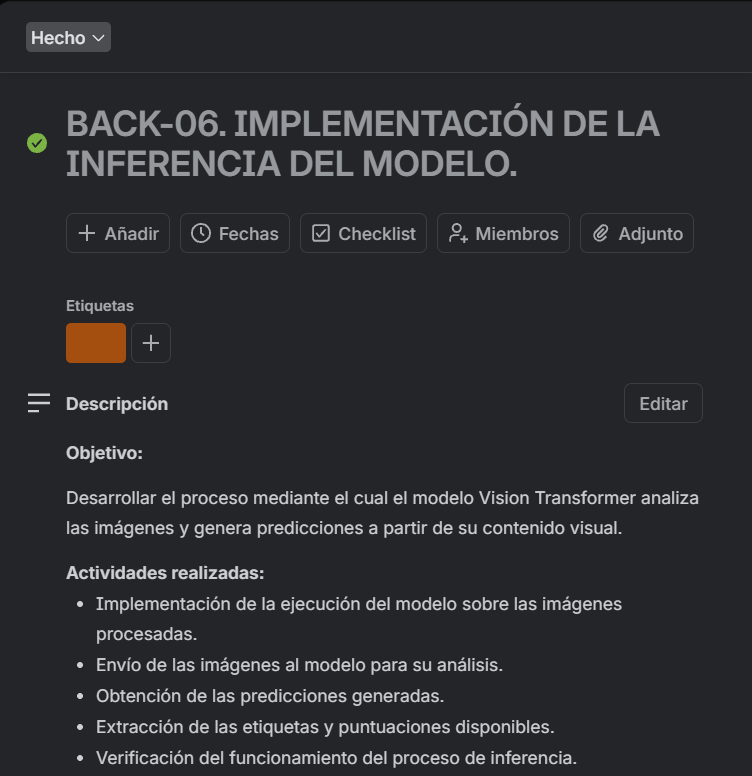 Hecho
BACK-06. IMPLEMENTACIÓN DE LA
INFERENCIA DEL MODELO.
Añadir Fechas Checklist Miembros Adjunto
Etiquetas
Descripción Editar
Objetivo:
Desarrollar el proceso mediante el cual el modelo Vision Transformer analiza
las imágenes y genera predicciones a partir de su contenido visual.
Actividades realizadas:
• Implementación de la ejecución del modelo sobre las imágenes
procesadas.
• Envío de las imágenes al modelo para su análisis.
• Obtención de las predicciones generadas.
• Extracción de las etiquetas y puntuaciones disponibles.
• Verificación del funcionamiento del proceso de inferencia.